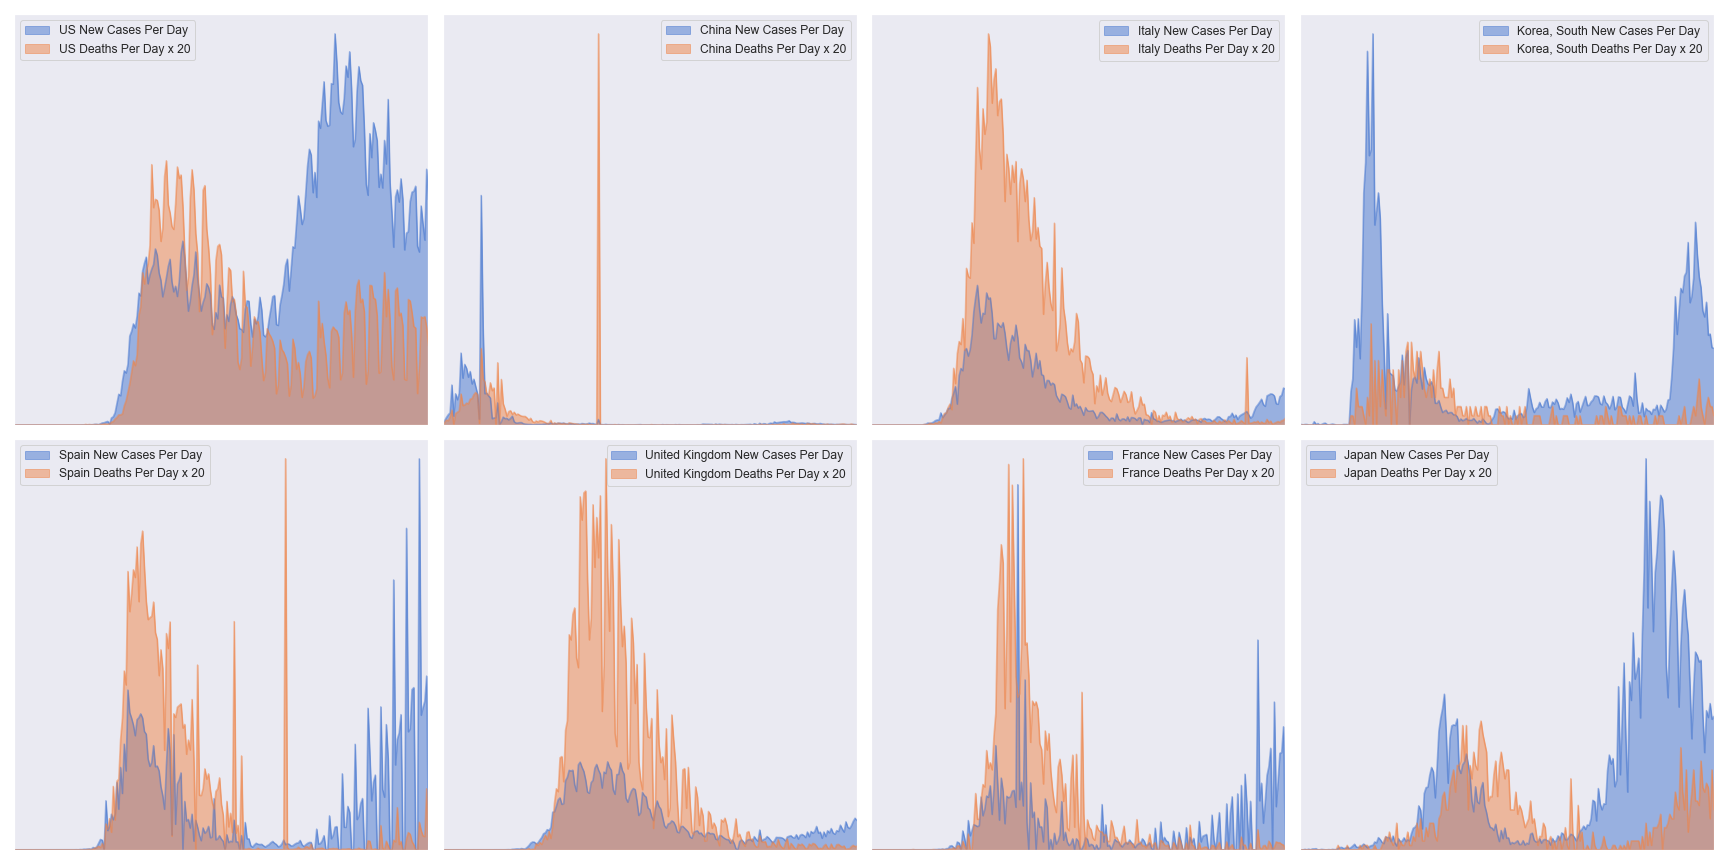 US New Cases Per Day
US Deaths Per Day x 20
China New Cases Per Day
China Deaths Per Day x 20
Italy New Cases Per Day
Italy Deaths Per Day x 20
Korea, South New Cases Per Day
Korea, South Deaths Per Day x 20
Spain New Cases Per Day
Spain Deaths Per Day x 20
United Kingdom New Cases Per Day
United Kingdom Deaths Per Day x 20
France New Cases Per Day
France Deaths Per Day x 20
Japan New Cases Per Day
Japan Deaths Per Day x 20